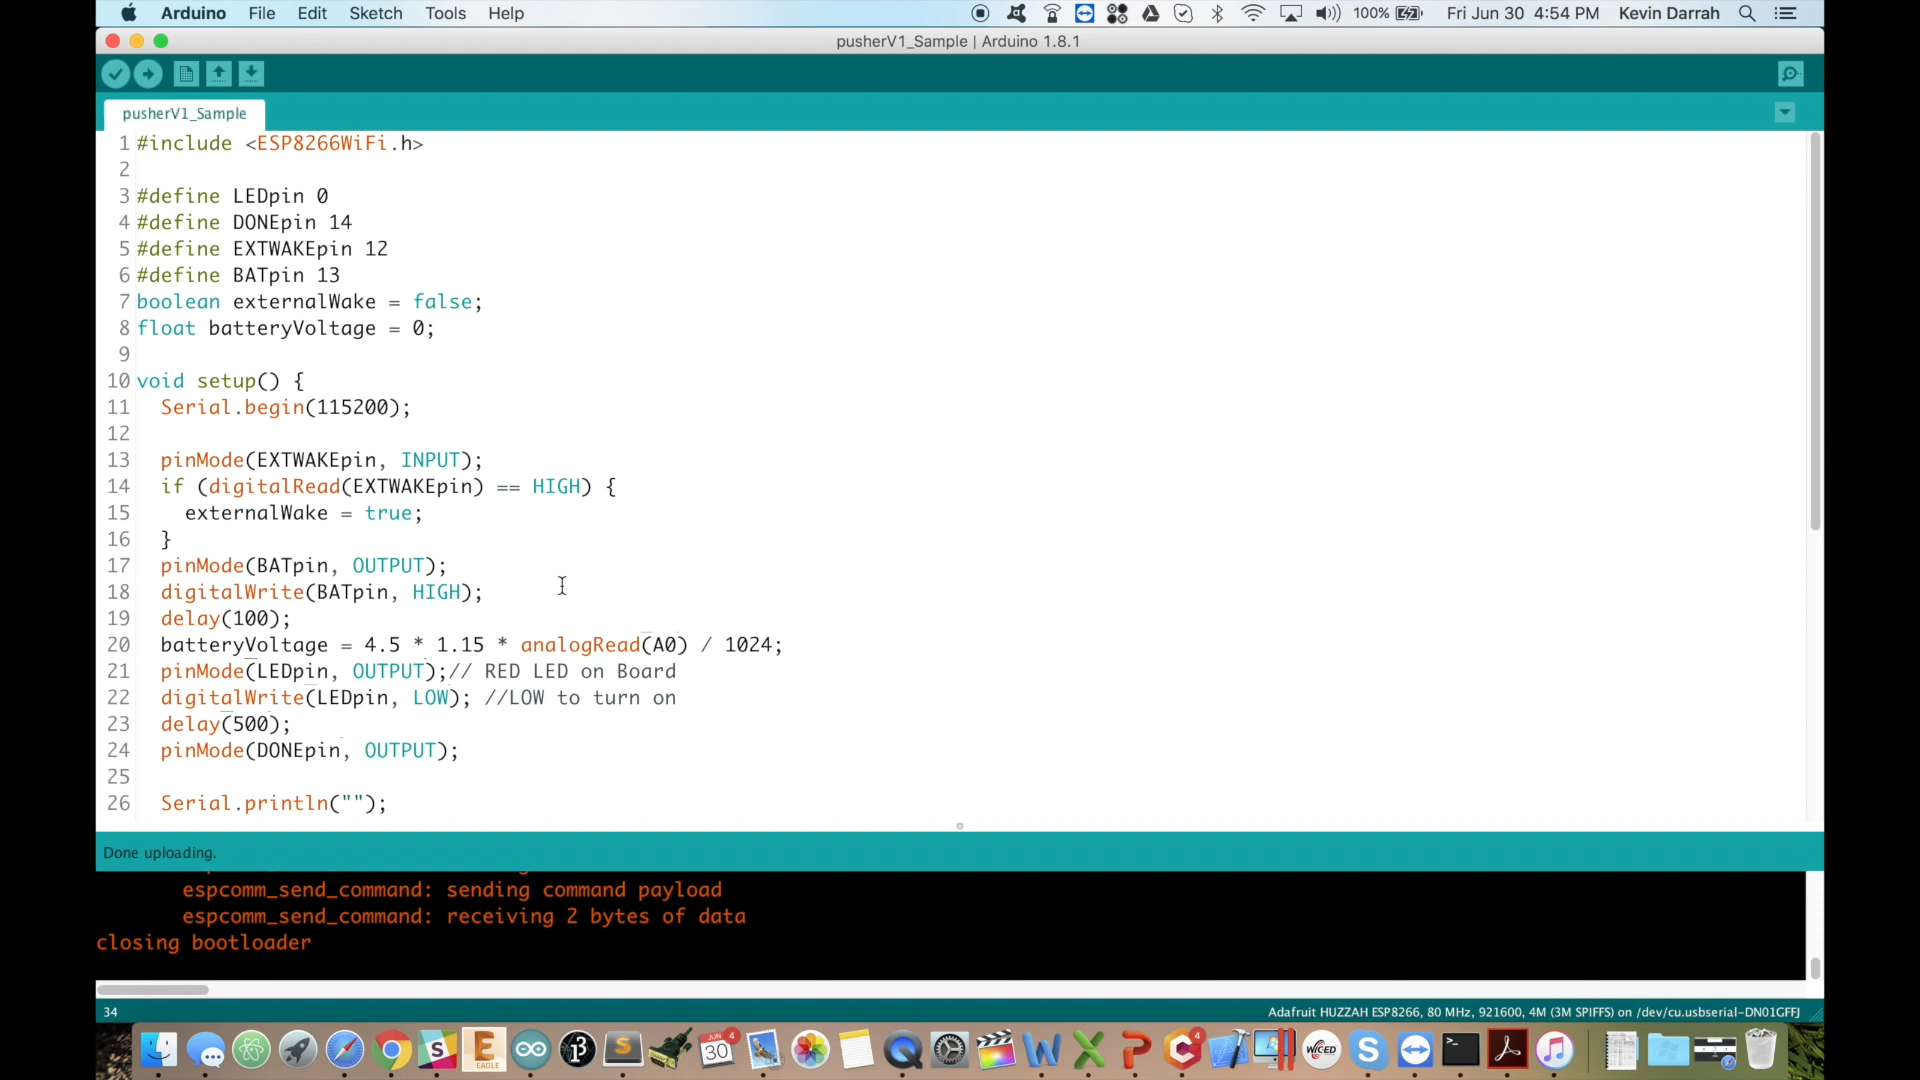 Arduino File Edit Sketch Tools Help 100% Fri Jun 30 4:54 PM Kevin Darrah
pusherV1_Sample | Arduino 1.8.1
pusherV1_Sample
1 #include <ESP8266WiFi.h>
2
3 #define LEDpin 0
4 #define DONEpin 14
5 #define EXTWAKEpin 12
6 #define BATpin 13
7 boolean externalWake = false;
8 float batteryVoltage = 0;
9
10 void setup() {
11 Serial.begin(115200);
12
13 pinMode(EXTWAKEpin, INPUT);
14 if (digitalRead(EXTWAKEpin) == HIGH) {
15 externalWake = true;
16 }
17 pinMode(BATpin, OUTPUT);
18 digitalWrite(BATpin, HIGH);
19 delay(100);
20 batteryVoltage = 4.5 * 1.15 * analogRead(A0) / 1024;
21 pinMode(LEDpin, OUTPUT);// RED LED on Board
22 digitalWrite(LEDpin, LOW); //LOW to turn on
23 delay(500);
24 pinMode(DONEpin, OUTPUT);
25
26 Serial.println("");
Done uploading.
espcomm_send_command: sending command payload
espcomm_send_command: receiving 2 bytes of data
closing bootloader
34 Adafruit HUZZAH ESP8266, 80 MHz, 921600, 4M (3M SPIFFS) on /dev/cu.usbserial-DN01GFFJ
EAGLE
JUN 30 4
4
WICED